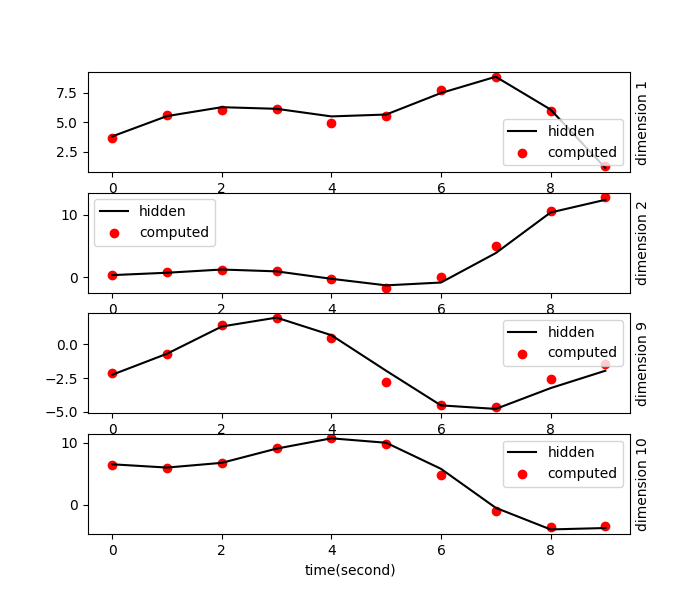 7.5
5.0
2.5
hidden
computed
dimension 1
0 2 4 6 8
10
0
hidden
computed
dimension 2
0 2 4 6 8
0.0
−2.5
−5.0
hidden
computed
dimension 9
0 2 4 6 8
10
0
hidden
computed
dimension 10
0 2 4 6 8
time(second)